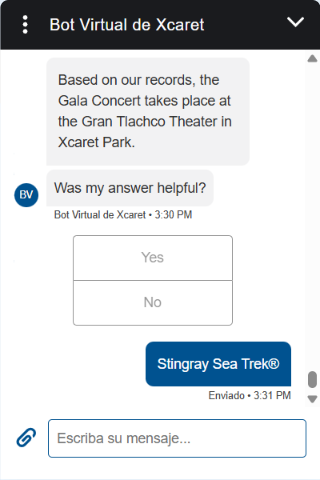 Bot Virtual de Xcaret
Based on our records, the
Gala Concert takes place at
the Gran Tlachco Theater in
Xcaret Park.
Was my answer helpful?
BV
Bot Virtual de Xcaret • 3:30 PM
Yes
No
Stingray Sea Trek®
Enviado • 3:31 PM
Escriba su mensaje...